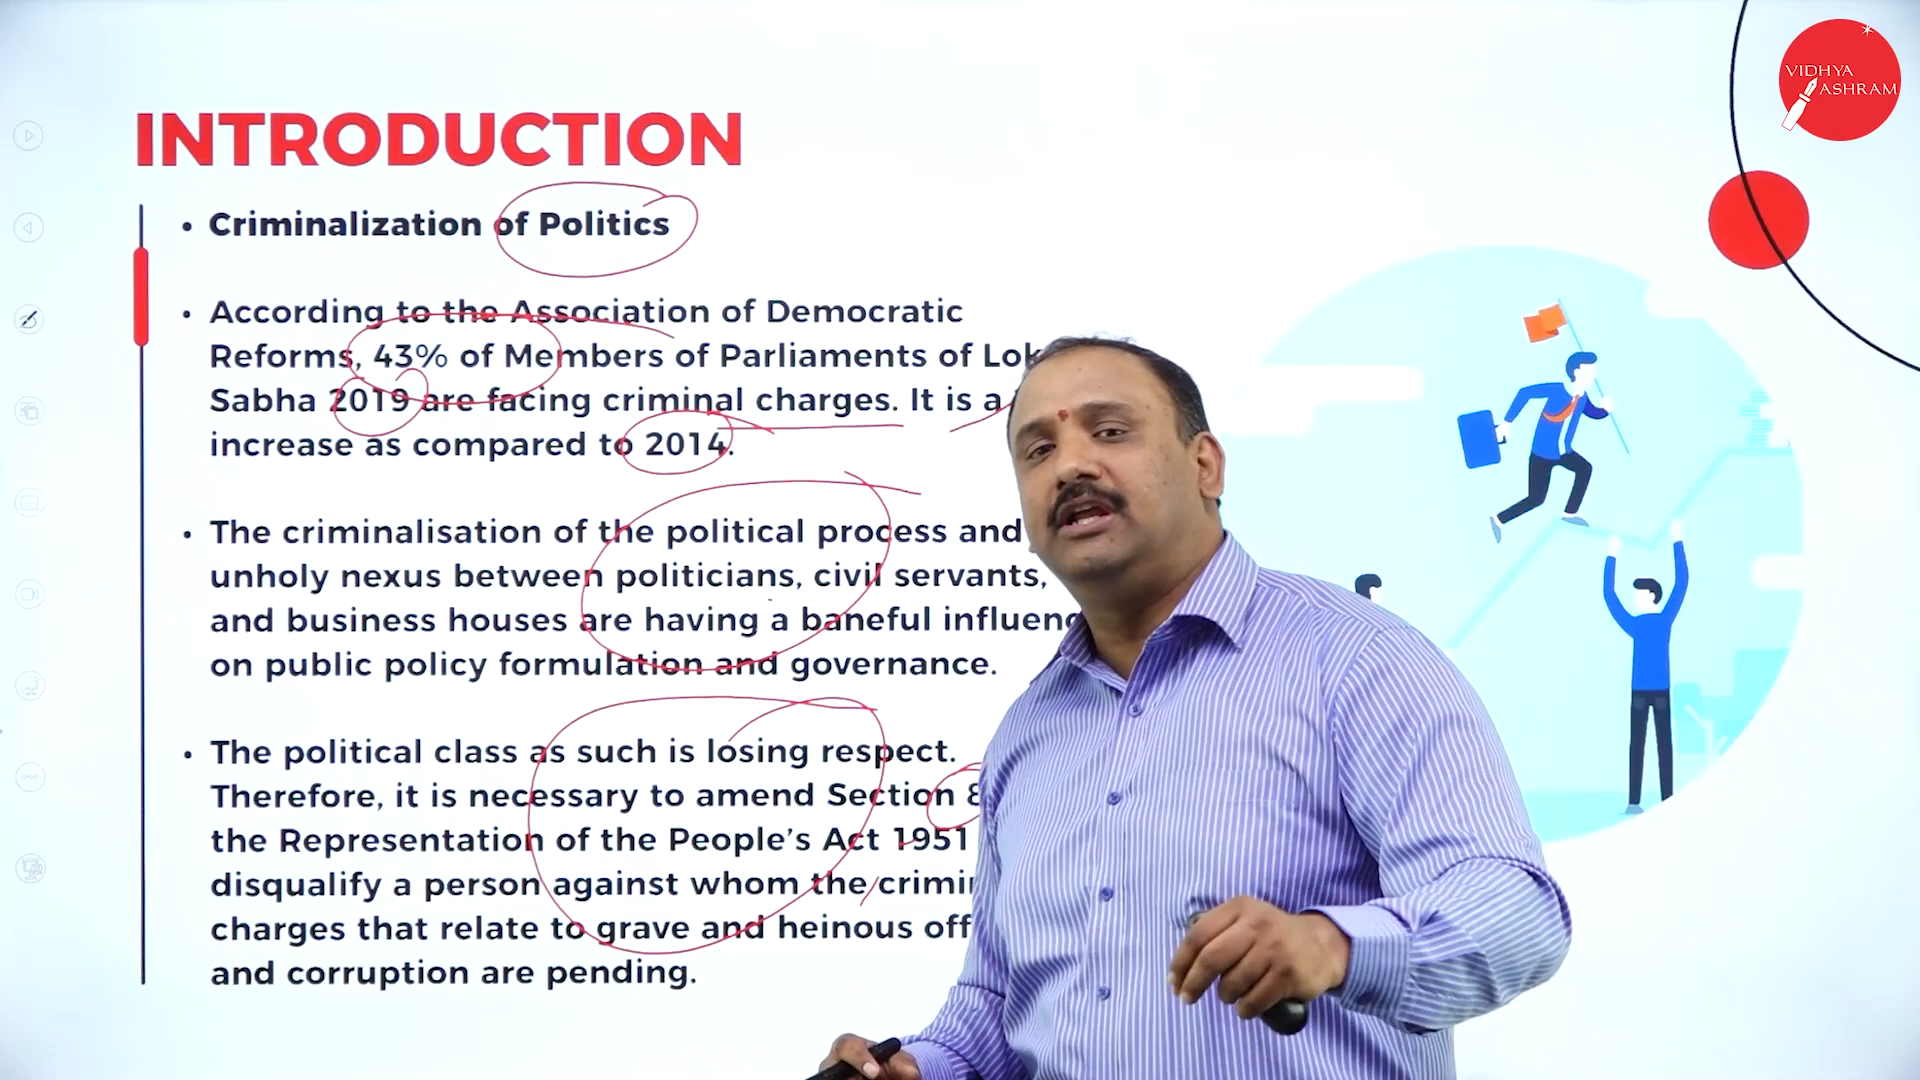 VIDHYA
ASHRAM
INTRODUCTION
• Criminalization of Politics
• According to the Association of Democratic
Reforms, 43% of Members of Parliaments of Lok
Sabha 2019 are facing criminal charges. It is a
increase as compared to 2014.
• The criminalisation of the political process and
unholy nexus between politicians, civil servants,
and business houses are having a baneful
on public policy formulation and governance.
• The political class as such is losing respect.
Therefore, it is necessary to amend Section 8
the Representation of the People's Act 1951
disqualify a person against whom the
charges that relate to grave and heinous
and corruption are pending.